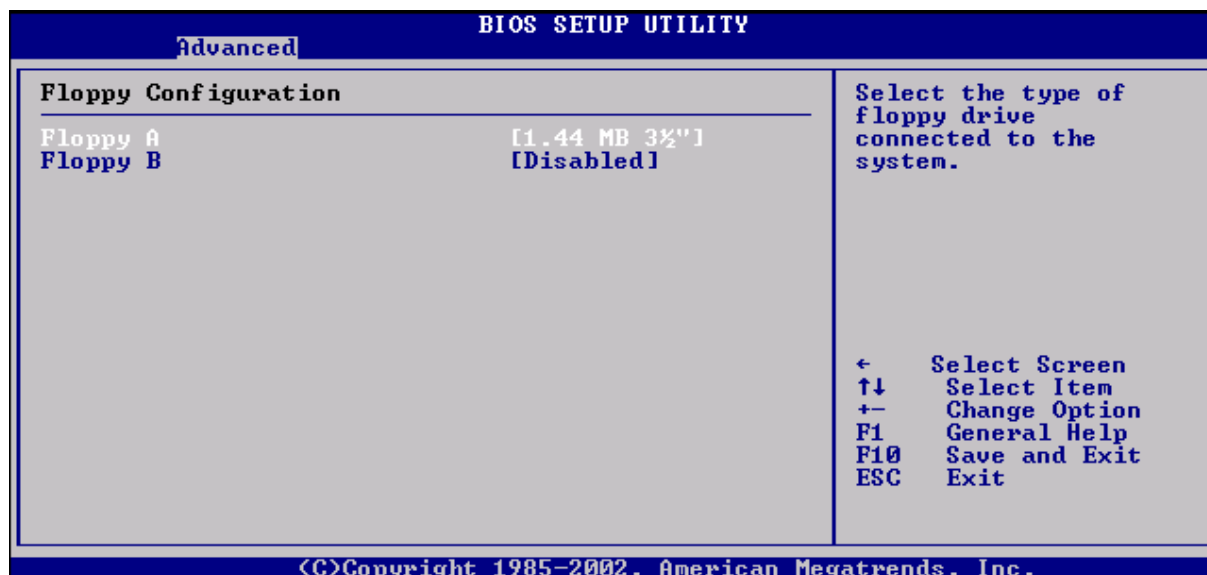 BIOS SETUP UTILITY
Advanced
Floppy Configuration
Floppy A [1.44 MB 3½"]
Floppy B [Disabled]
Select the type of
floppy drive
connected to the
system.
← Select Screen
↑↓ Select Item
+- Change Option
F1 General Help
F10 Save and Exit
ESC Exit
(C)Copyright 1985-2002, American Megatrends, Inc.